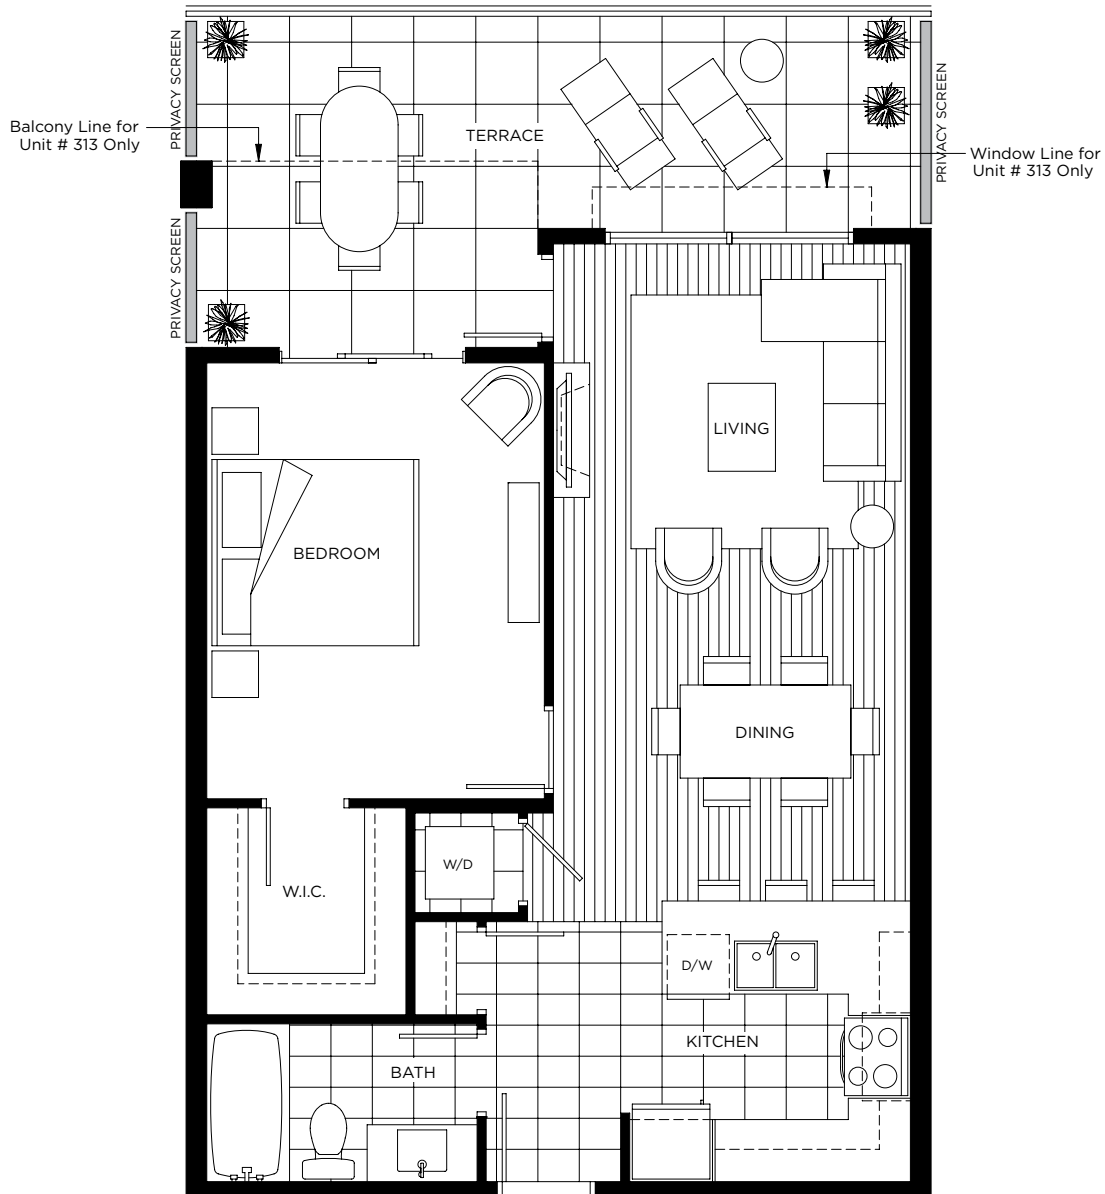 PRIVACY SCREEN
PRIVACY SCREEN
Balcony Line for
Unit # 313 Only
TERRACE
Window Line for
Unit # 313 Only
PRIVACY SCREEN
LIVING
BEDROOM
DINING
W/D
W.I.C.
D/W
KITCHEN
BATH